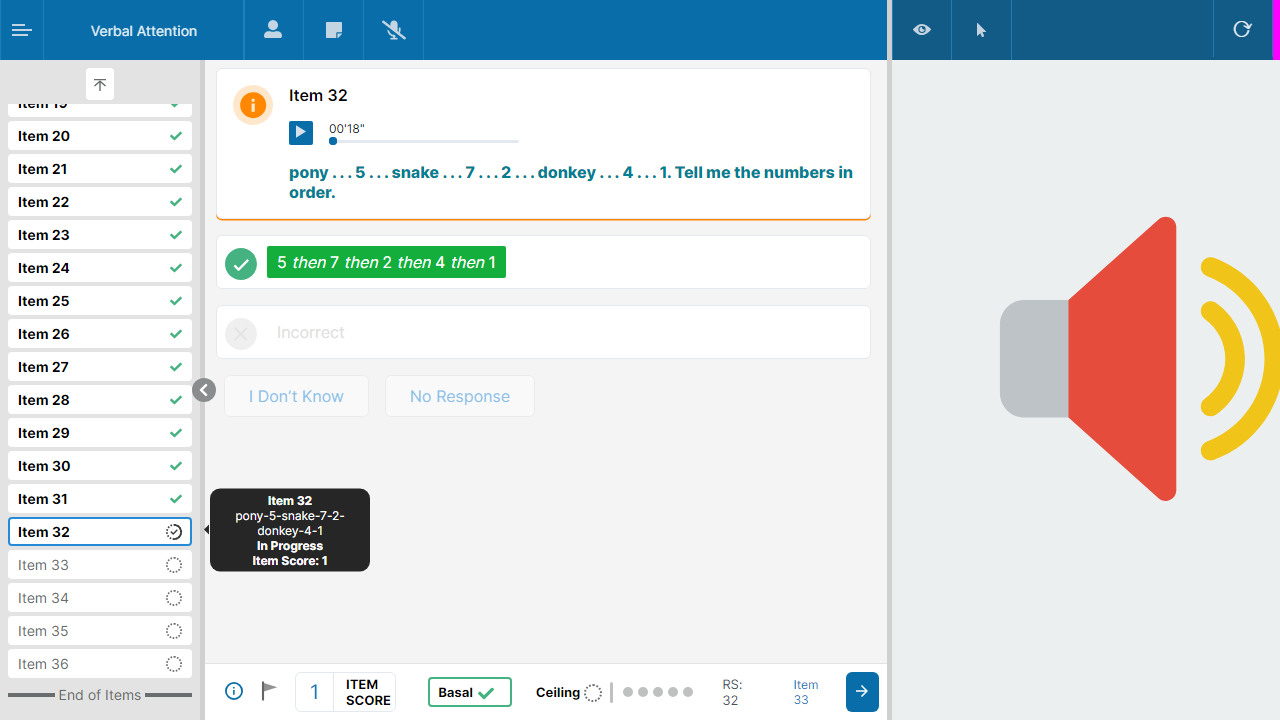 Verbal Attention
Item 19
Item 20
Item 21
Item 22
Item 23
Item 24
Item 25
Item 26
Item 27
Item 28
Item 29
Item 30
Item 31
Item 32
Item 33
Item 34
Item 35
Item 36
End of Items
Item 32
00'18"
pony . . . 5 . . . snake . . . 7 . . . 2 . . . donkey . . . 4 . . . 1. Tell me the numbers in
order.
5 then 7 then 2 then 4 then 1
Incorrect
I Don't Know
No Response
Item 32
pony-5-snake-7-2-
donkey-4-1
In Progress
Item Score: 1
1
ITEM
SCORE
Basal
Ceiling
RS:
32
Item
33